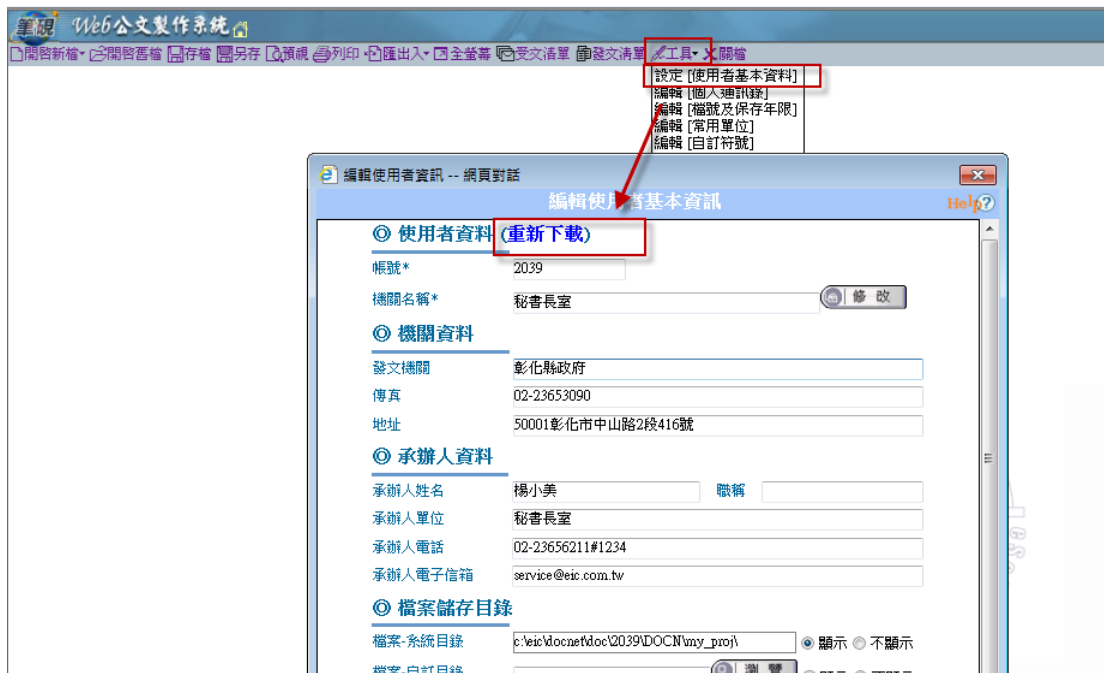 筆硯 Web公文製作系統
開啓新檔 開啓舊檔 存檔 另存 預視 列印 匯出入 全螢幕 受文清單 發文清單 工具 關檔
設定 [使用者基本資料]
編輯 [個人通訊錄]
編輯 [檔號及保存年限]
編輯 [常用單位]
編輯 [自訂符號]
編輯使用者資訊 -- 網頁對話
編輯使用者基本資訊 Help?
◎ 使用者資料 (重新下載)
帳號* 2039
機關名稱* 秘書長室 修改
◎ 機關資料
發文機關 彰化縣政府
傳真 02-23653090
地址 50001彰化市中山路2段416號
◎ 承辦人資料
承辦人姓名 楊小美 職稱
承辦人單位 秘書長室
承辦人電話 02-23656211#1234
承辦人電子信箱 service@eic.com.tw
◎ 檔案儲存目錄
檔案-系統目錄 c:\eic\docnet\doc\2039\DOCN\my_proj\ 顯示 不顯示
檔案-自訂目錄 瀏覽 顯示 不顯示